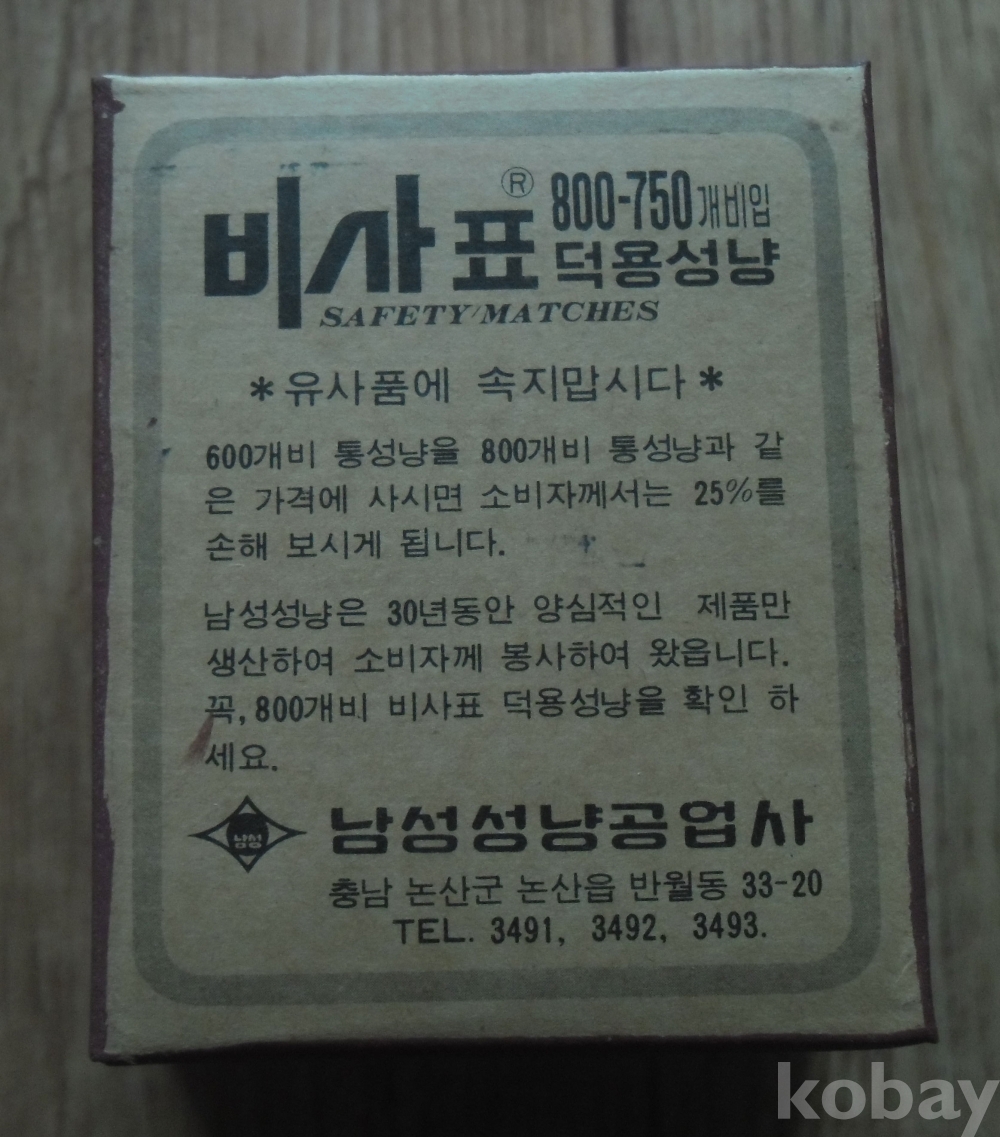 비사표® 800-750개비입
덕용성냥
SAFETY MATCHES
*유사품에 속지맙시다*
600개비 통성냥을 800개비 통성냥과 같
은 가격에 사시면 소비자께서는 25%를
손해 보시게 됩니다.
남성성냥은 30년동안 양심적인 제품만
생산하여 소비자께 봉사하여 왔읍니다.
꼭, 800개비 비사표 덕용성냥을 확인 하
세요.
남성 남성성냥공업사
충남 논산군 논산읍 반월동 33-20
TEL. 3491, 3492, 3493.
kobay